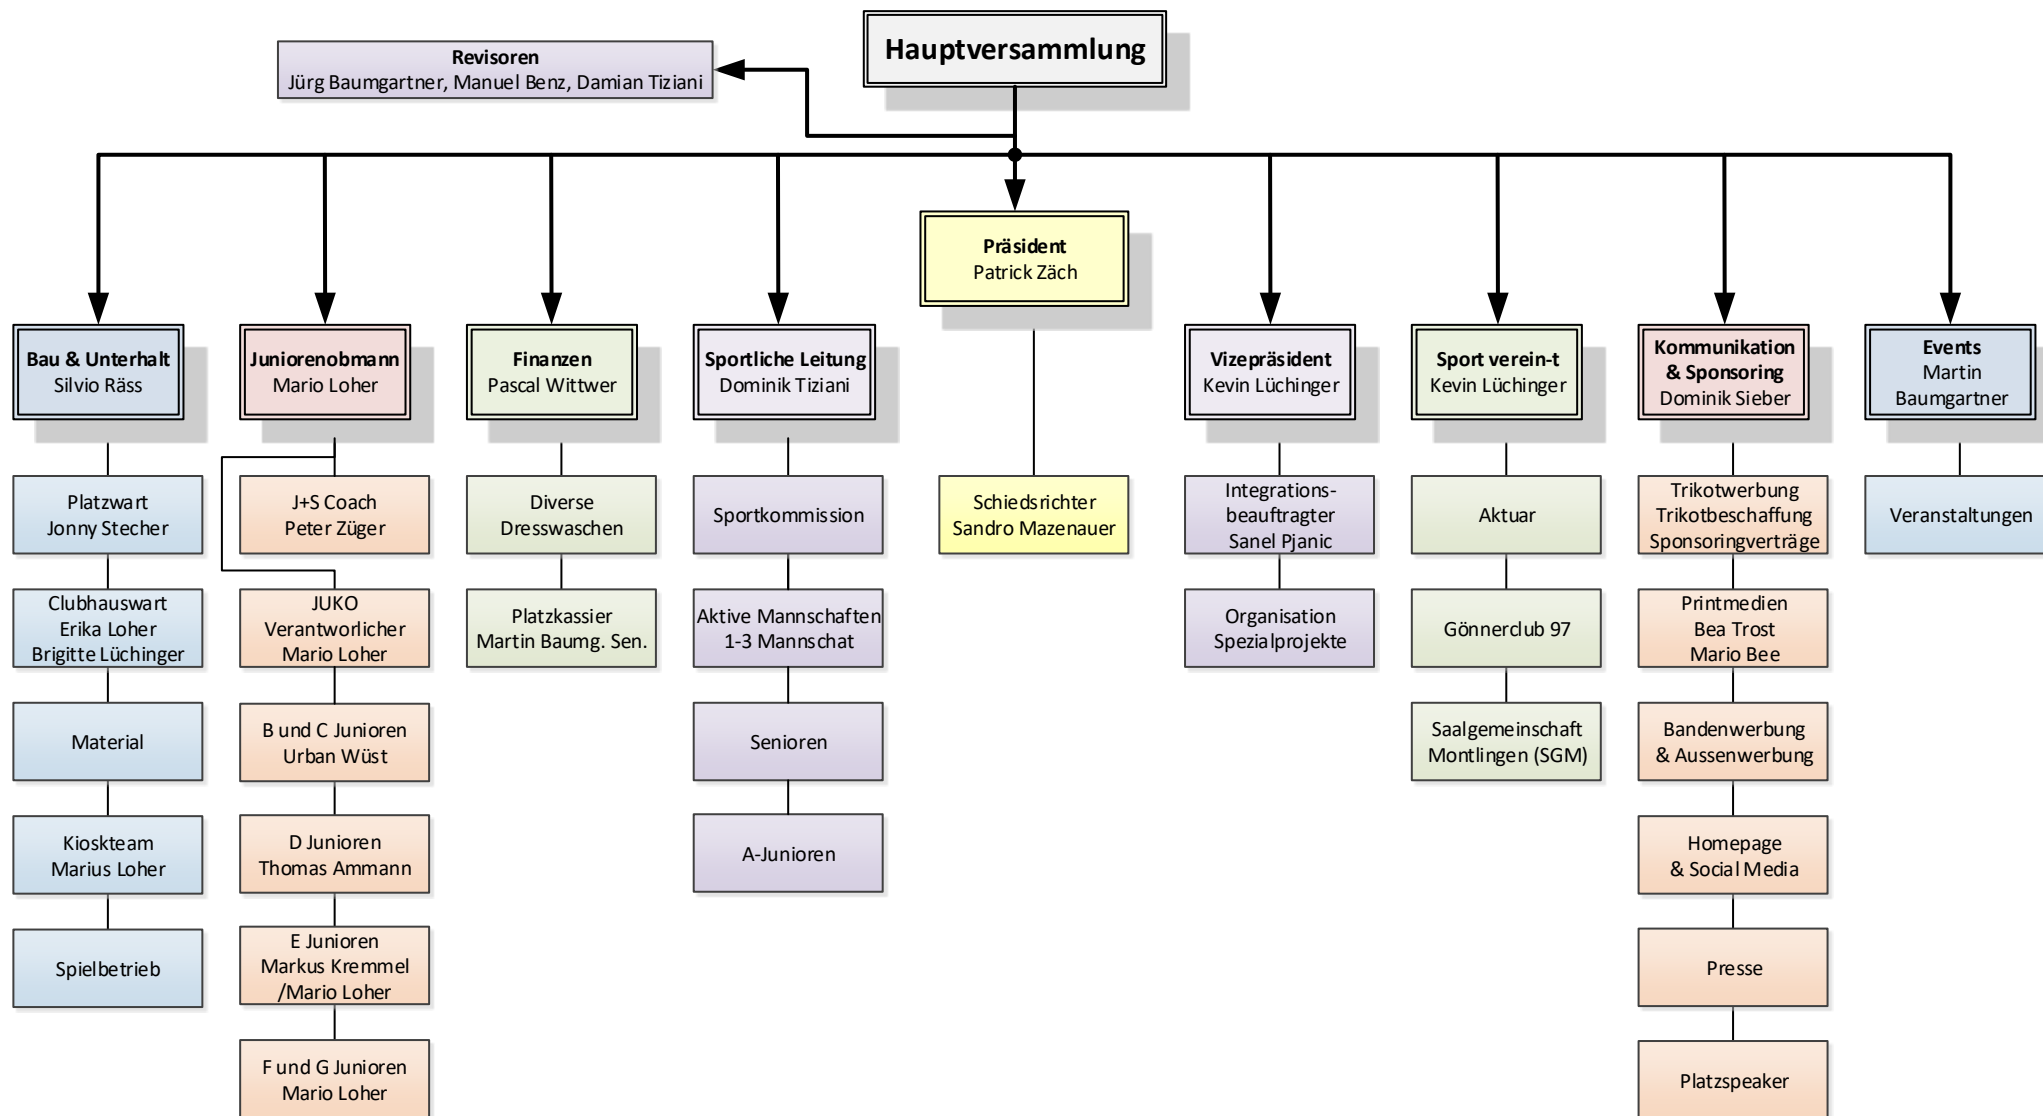 Hauptversammlung
Revisoren
Jürg Baumgartner, Manuel Benz, Damian Tiziani
Präsident
Patrick Zäch
Schiedsrichter
Sandro Mazenauer
Bau & Unterhalt
Silvio Räss
Platzwart
Jonny Stecher
Clubhauswart
Erika Loher
Brigitte Lüchinger
Material
Kioskteam
Marius Loher
Spielbetrieb
Juniorenobmann
Mario Loher
J+S Coach
Peter Züger
JUKO
Verantworlicher
Mario Loher
B und C Junioren
Urban Wüst
D Junioren
Thomas Ammann
E Junioren
Markus Kremmel
/Mario Loher
F und G Junioren
Mario Loher
Finanzen
Pascal Wittwer
Diverse
Dresswaschen
Platzkassier
Martin Baumg. Sen.
Sportliche Leitung
Dominik Tiziani
Sportkommission
Aktive Mannschaften
1-3 Mannschat
Senioren
A-Junioren
Vizepräsident
Kevin Lüchinger
Integrations-
beauftragter
Sanel Pjanic
Organisation
Spezialprojekte
Sport verein-t
Kevin Lüchinger
Aktuar
Gönnerclub 97
Saalgemeinschaft
Montlingen (SGM)
Kommunikation
& Sponsoring
Dominik Sieber
Trikotwerbung
Trikotbeschaffung
Sponsoringverträge
Printmedien
Bea Trost
Mario Bee
Bandenwerbung
& Aussenwerbung
Homepage
& Social Media
Presse
Platzspeaker
Events
Martin
Baumgartner
Veranstaltungen